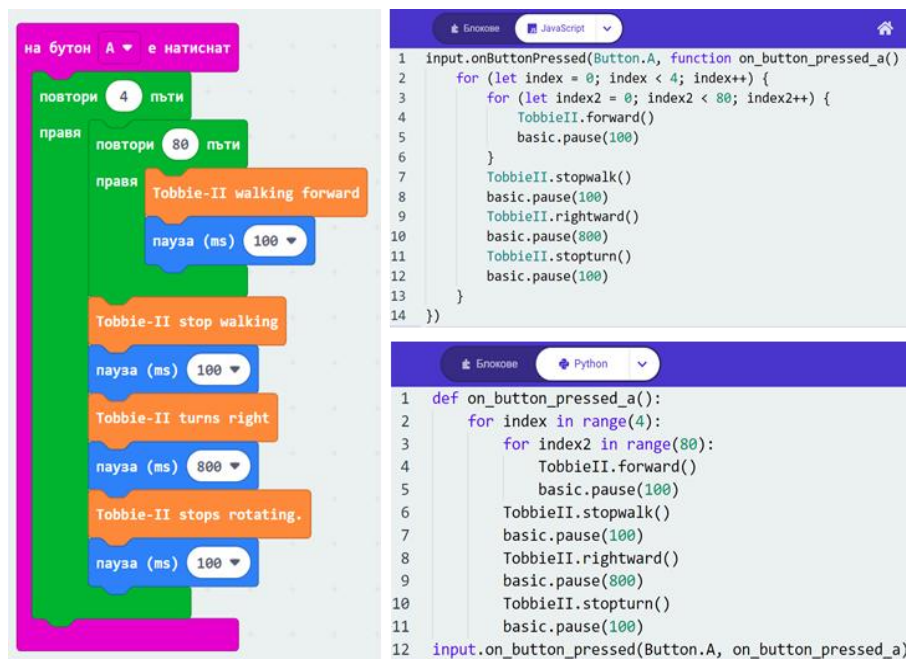 на бутон A е натиснат
повтори 4 пъти
правя
повтори 80 пъти
правя
Tobbie-II walking forward
пауза (ms) 100
Tobbie-II stop walking
пауза (ms) 100
Tobbie-II turns right
пауза (ms) 800
Tobbie-II stops rotating.
пауза (ms) 100
Блокове JavaScript
1 input.onButtonPressed(Button.A, function on_button_pressed_a()
2 for (let index = 0; index < 4; index++) {
3 for (let index2 = 0; index2 < 80; index2++) {
4 TobbieII.forward()
5 basic.pause(100)
6 }
7 TobbieII.stopwalk()
8 basic.pause(100)
9 TobbieII.rightward()
10 basic.pause(800)
11 TobbieII.stopturn()
12 basic.pause(100)
13 }
14 })
Блокове Python
1 def on_button_pressed_a():
2 for index in range(4):
3 for index2 in range(80):
4 TobbieII.forward()
5 basic.pause(100)
6 TobbieII.stopwalk()
7 basic.pause(100)
8 TobbieII.rightward()
9 basic.pause(800)
10 TobbieII.stopturn()
11 basic.pause(100)
12 input.on_button_pressed(Button.A, on_button_pressed_a)